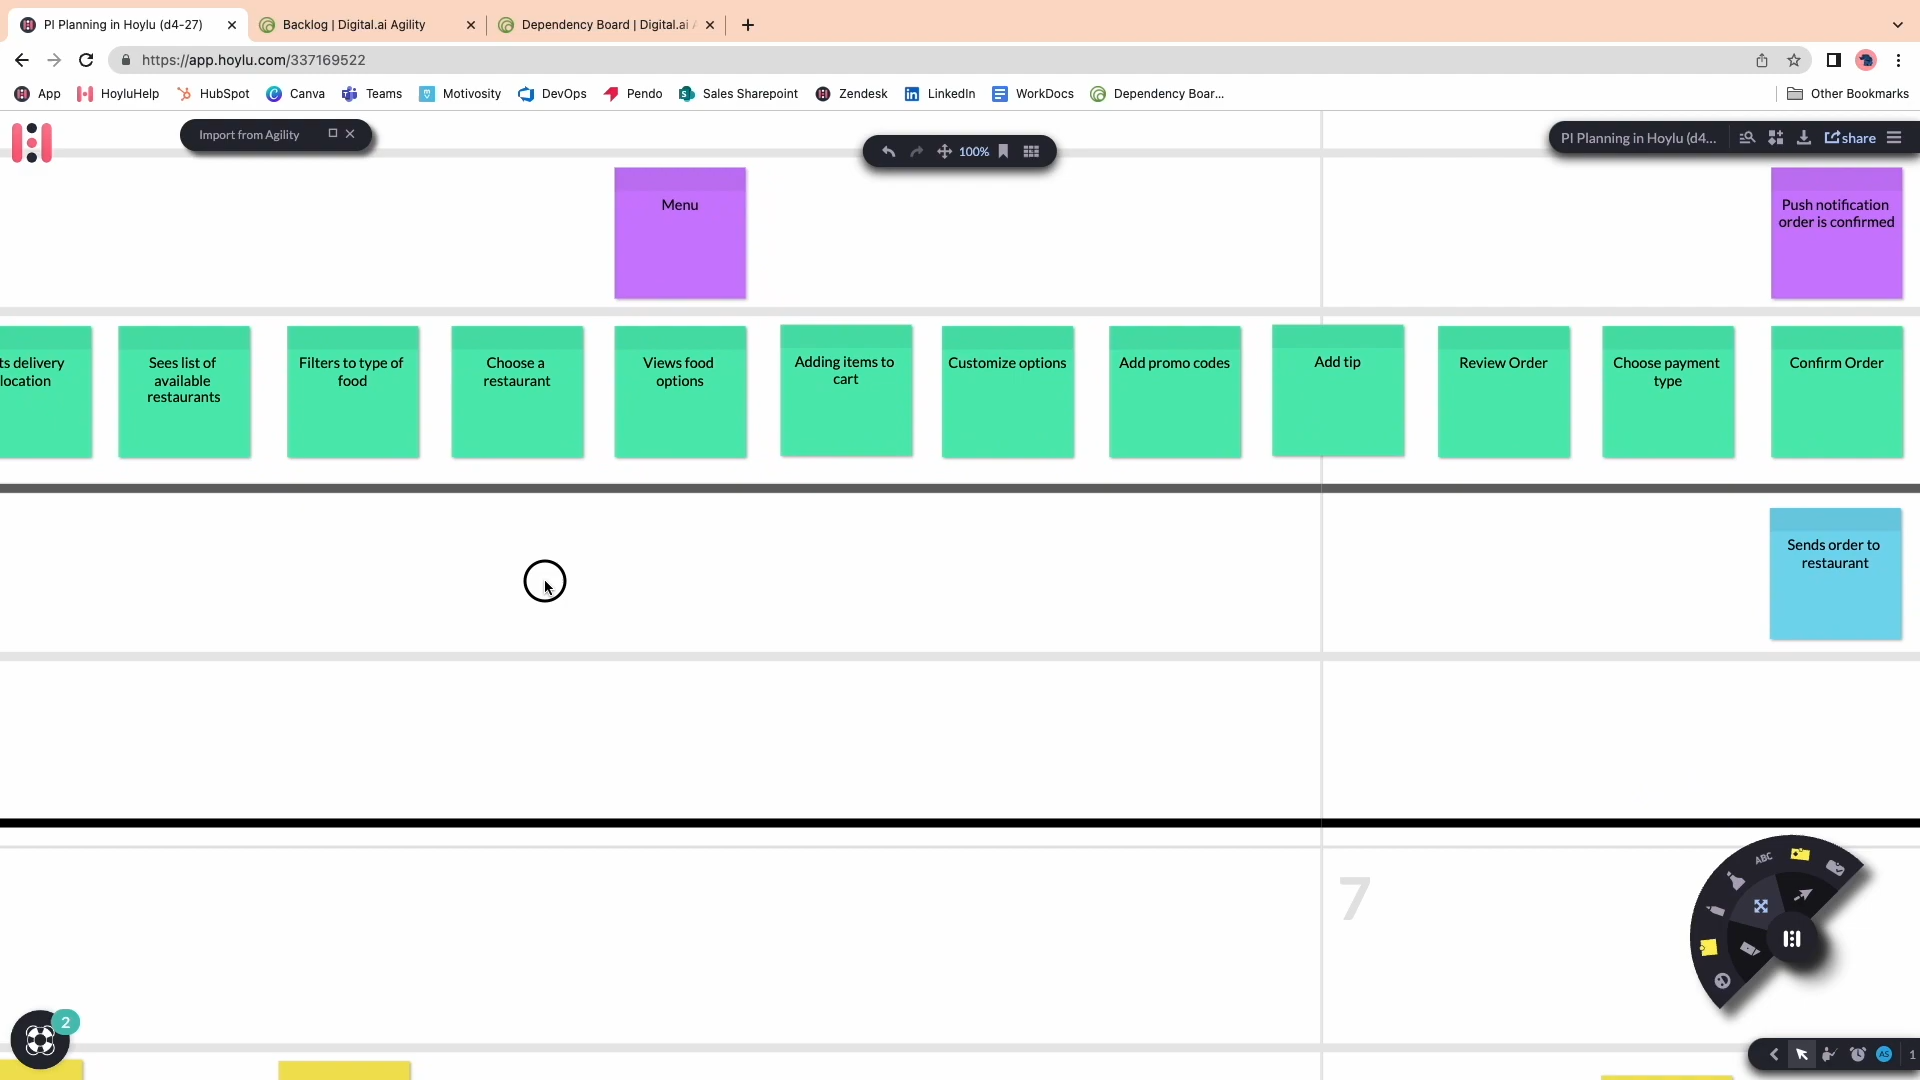 PI Planning in Hoylu (d4-27)
Backlog | Digital.ai Agility
Dependency Board | Digital.ai
https://app.hoylu.com/337169522
App
HoyluHelp
HubSpot
Canva
Teams
Motivosity
DevOps
Pendo
Sales Sharepoint
Zendesk
LinkedIn
WorkDocs
Dependency Boar...
Other Bookmarks
Import from Agility
100%
PI Planning in Hoylu (d4...
share
Menu
Push notification
order is confirmed
ts delivery
location
Sees list of
available
restaurants
Filters to type of
food
Choose a
restaurant
Views food
options
Adding items to
cart
Customize options
Add promo codes
Add tip
Review Order
Choose payment
type
Confirm Order
Sends order to
restaurant
7
ABC
2
AS
1